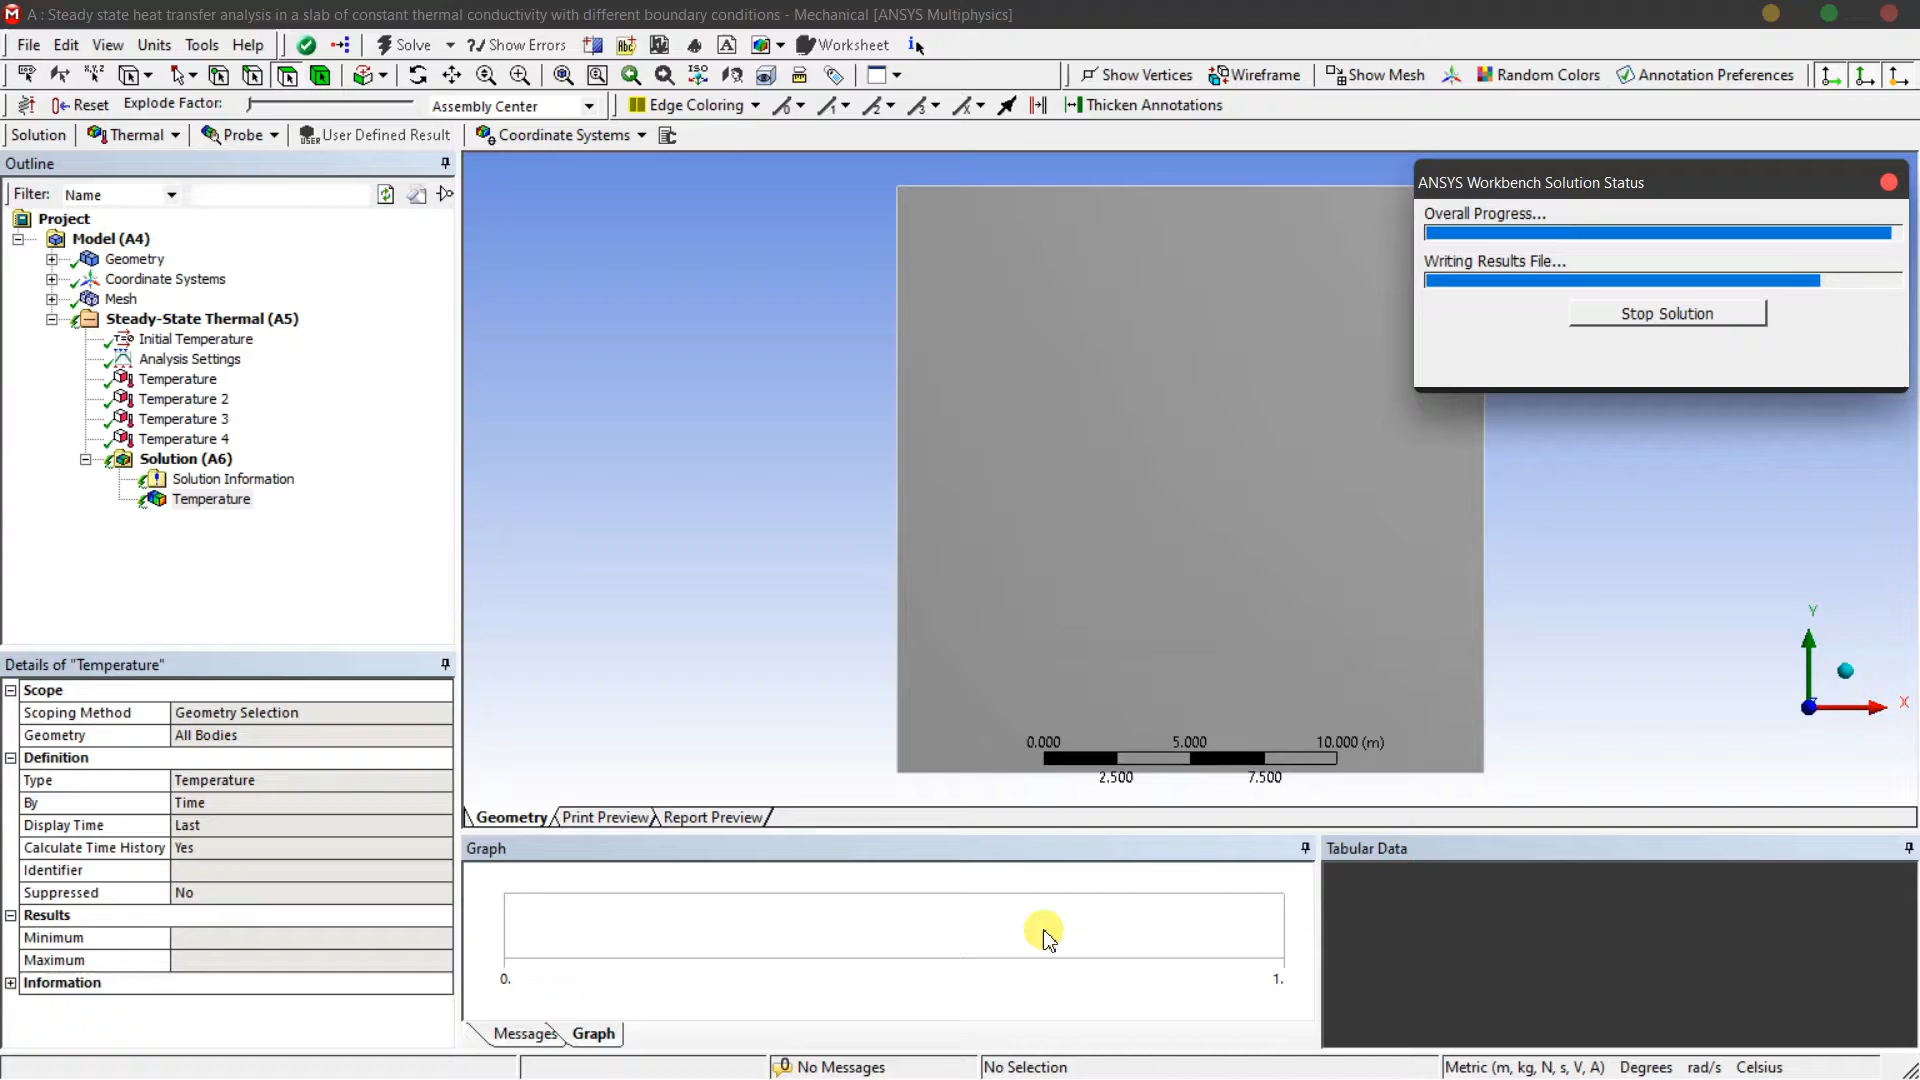 A : Steady state heat transfer analysis in a slab of constant thermal conductivity with different boundary conditions - Mechanical [ANSYS Multiphysics]
File Edit View Units Tools Help Solve ?/ Show Errors Worksheet
Show Vertices Wireframe Show Mesh Random Colors Annotation Preferences
Reset Explode Factor: Assembly Center Edge Coloring Thicken Annotations
Solution Thermal Probe User Defined Result Coordinate Systems
Outline
Filter: Name
Project
Model (A4)
Geometry
Coordinate Systems
Mesh
Steady-State Thermal (A5)
Initial Temperature
Analysis Settings
Temperature
Temperature 2
Temperature 3
Temperature 4
Solution (A6)
Solution Information
Temperature
Details of "Temperature"
Scope
Scoping Method Geometry Selection
Geometry All Bodies
Definition
Type Temperature
By Time
Display Time Last
Calculate Time History Yes
Identifier
Suppressed No
Results
Minimum
Maximum
Information
ANSYS Workbench Solution Status
Overall Progress...
Writing Results File...
Stop Solution
Y
X
0.000 5.000 10.000 (m)
2.500 7.500
Geometry Print Preview Report Preview
Graph
0. 1.
Messages Graph
Tabular Data
No Messages No Selection Metric (m, kg, N, s, V, A) Degrees rad/s Celsius